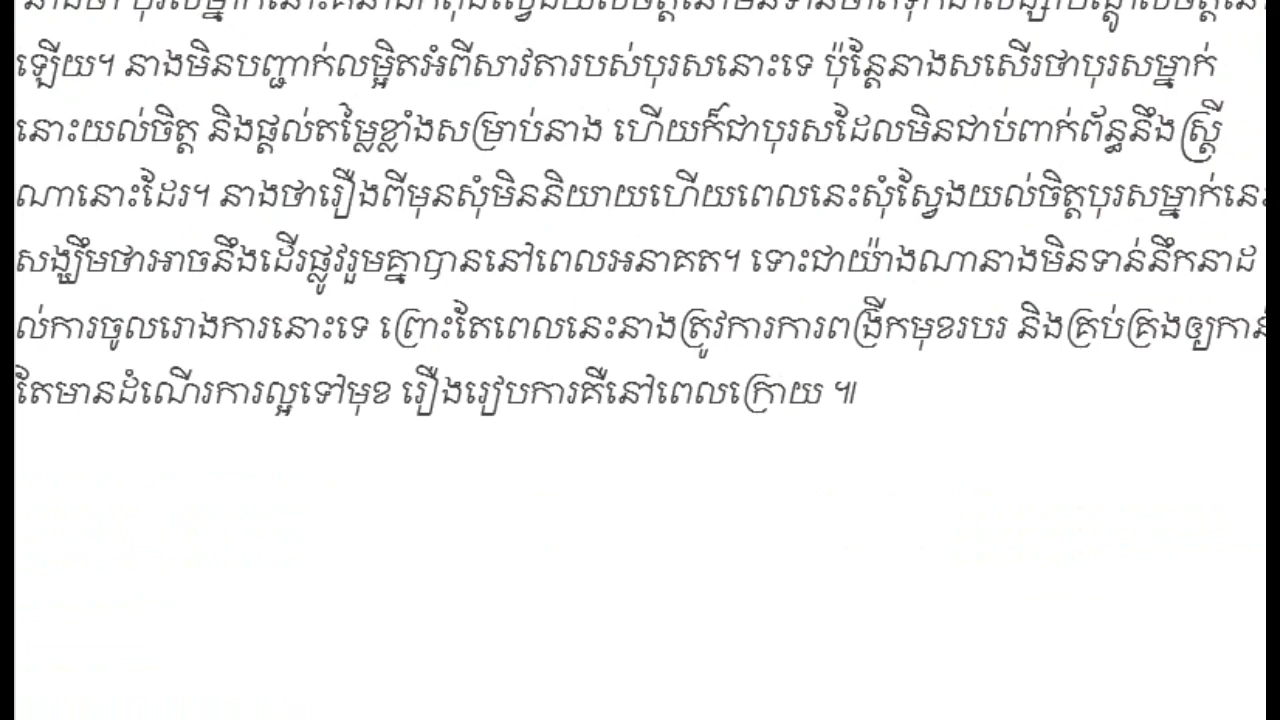 ឡើយ។ នាងមិនបញ្ជាក់លម្អិតអំពីសាវតារបស់បុរសនោះទេ ប៉ុន្តែនាងសសើរថាបុរសម្នាក់
នោះយល់ចិត្ត និងផ្តល់តម្លៃខ្លាំងសម្រាប់នាង ហើយក៏ជាបុរសដែលមិនជាប់ពាក់ព័ន្ធនឹងស្ត្រី
ណានោះដែរ។ នាងថារឿងពីមុនសុំមិននិយាយហើយពេលនេះសុំស្វែងយល់ចិត្តបុរសម្នាក់នេះ
សង្ឃឹមថាអាចនឹងដើរផ្លូវរួមគ្នាបាននៅពេលអនាគត។ ទោះជាយ៉ាងណានាងមិនទាន់នឹកនាដ
ល់ការចូលរោងការនោះទេ ព្រោះតែពេលនេះនាងត្រូវការការពង្រីកមុខរបរ និងគ្រប់គ្រងឲ្យកាន់
តែមានដំណើរការល្អទៅមុខ រឿងរៀបការគឺនៅពេលក្រោយ ៕